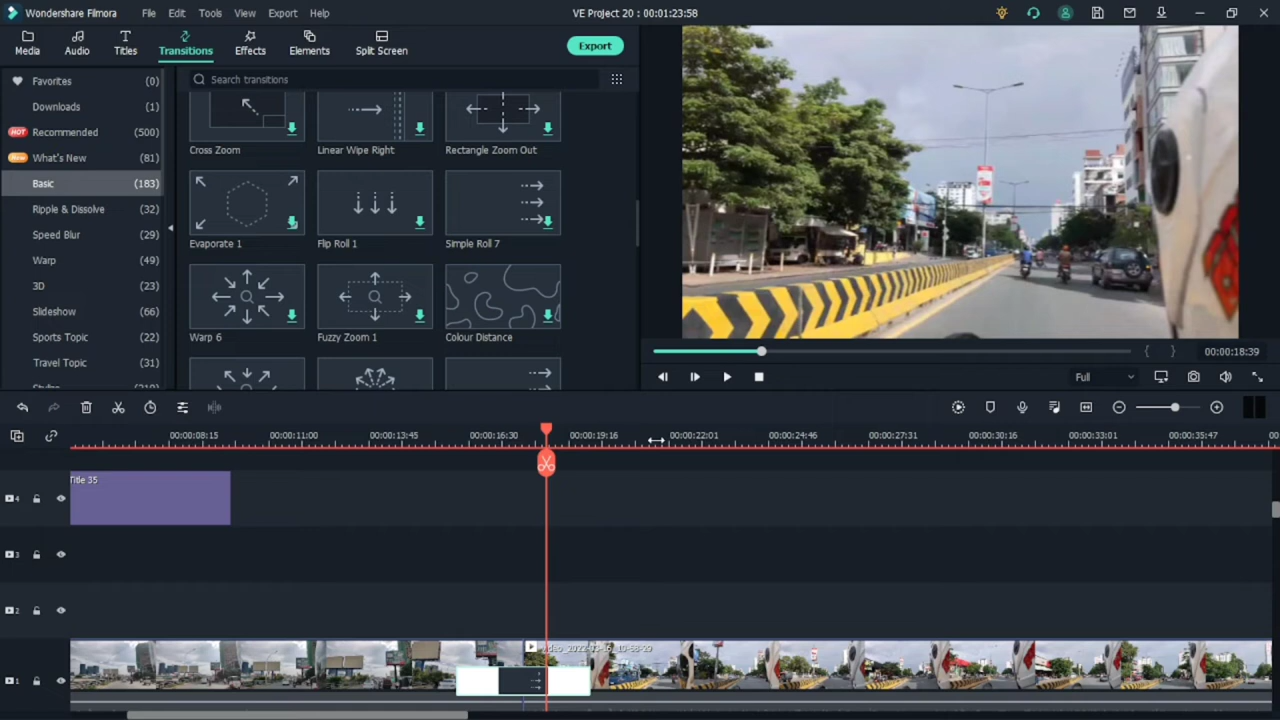 Wondershare Filmora File Edit Tools View Export Help VE Project 20 : 00:01:23:58
Media Audio Titles Transitions Effects Elements Split Screen Export
Favorites (0)
Downloads (1)
HOT Recommended (500)
New What's New (81)
Basic (183)
Ripple & Dissolve (32)
Speed Blur (29)
Warp (49)
3D (23)
Slideshow (66)
Sports Topic (22)
Travel Topic (31)
Search transitions
Cross Zoom Linear Wipe Right Rectangle Zoom Out
Evaporate 1 Flip Roll 1 Simple Roll 7
Warp 6 Fuzzy Zoom 1 Colour Distance
{ } 00:00:18:39
Full
00:00:08:15 00:00:11:00 00:00:13:45 00:00:16:30 00:00:19:16 00:00:22:01 00:00:24:46 00:00:27:31 00:00:30:16 00:00:33:01 00:00:35:47 00
4 Title 35
3
2
1